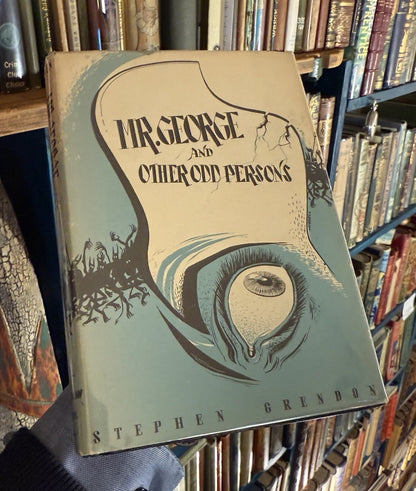 MR. GEORGE
AND
OTHER ODD PERSONS
STEPHEN GRENDON